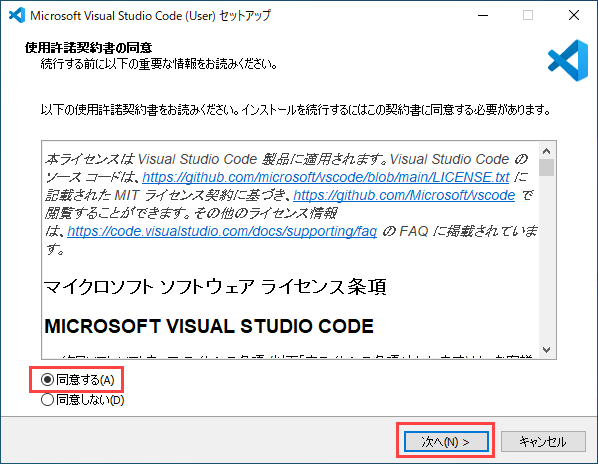 Microsoft Visual Studio Code (User) セットアップ
使用許諾契約書の同意
続行する前に以下の重要な情報をお読みください。
以下の使用許諾契約書をお読みください。インストールを続行するにはこの契約書に同意する必要があります。
本ライセンスは Visual Studio Code 製品に適用されます。Visual Studio Code の
ソース コードは、https://github.com/microsoft/vscode/blob/main/LICENSE.txt に
記載された MIT ライセンス契約に基づき、https://github.com/Microsoft/vscode で
閲覧することができます。その他のライセンス情報
は、https://code.visualstudio.com/docs/supporting/faq の FAQ に掲載されていま
す。
マイクロソフト ソフトウェア ライセンス条項
MICROSOFT VISUAL STUDIO CODE
同意する(A)
同意しない(D)
次へ(N) >
キャンセル